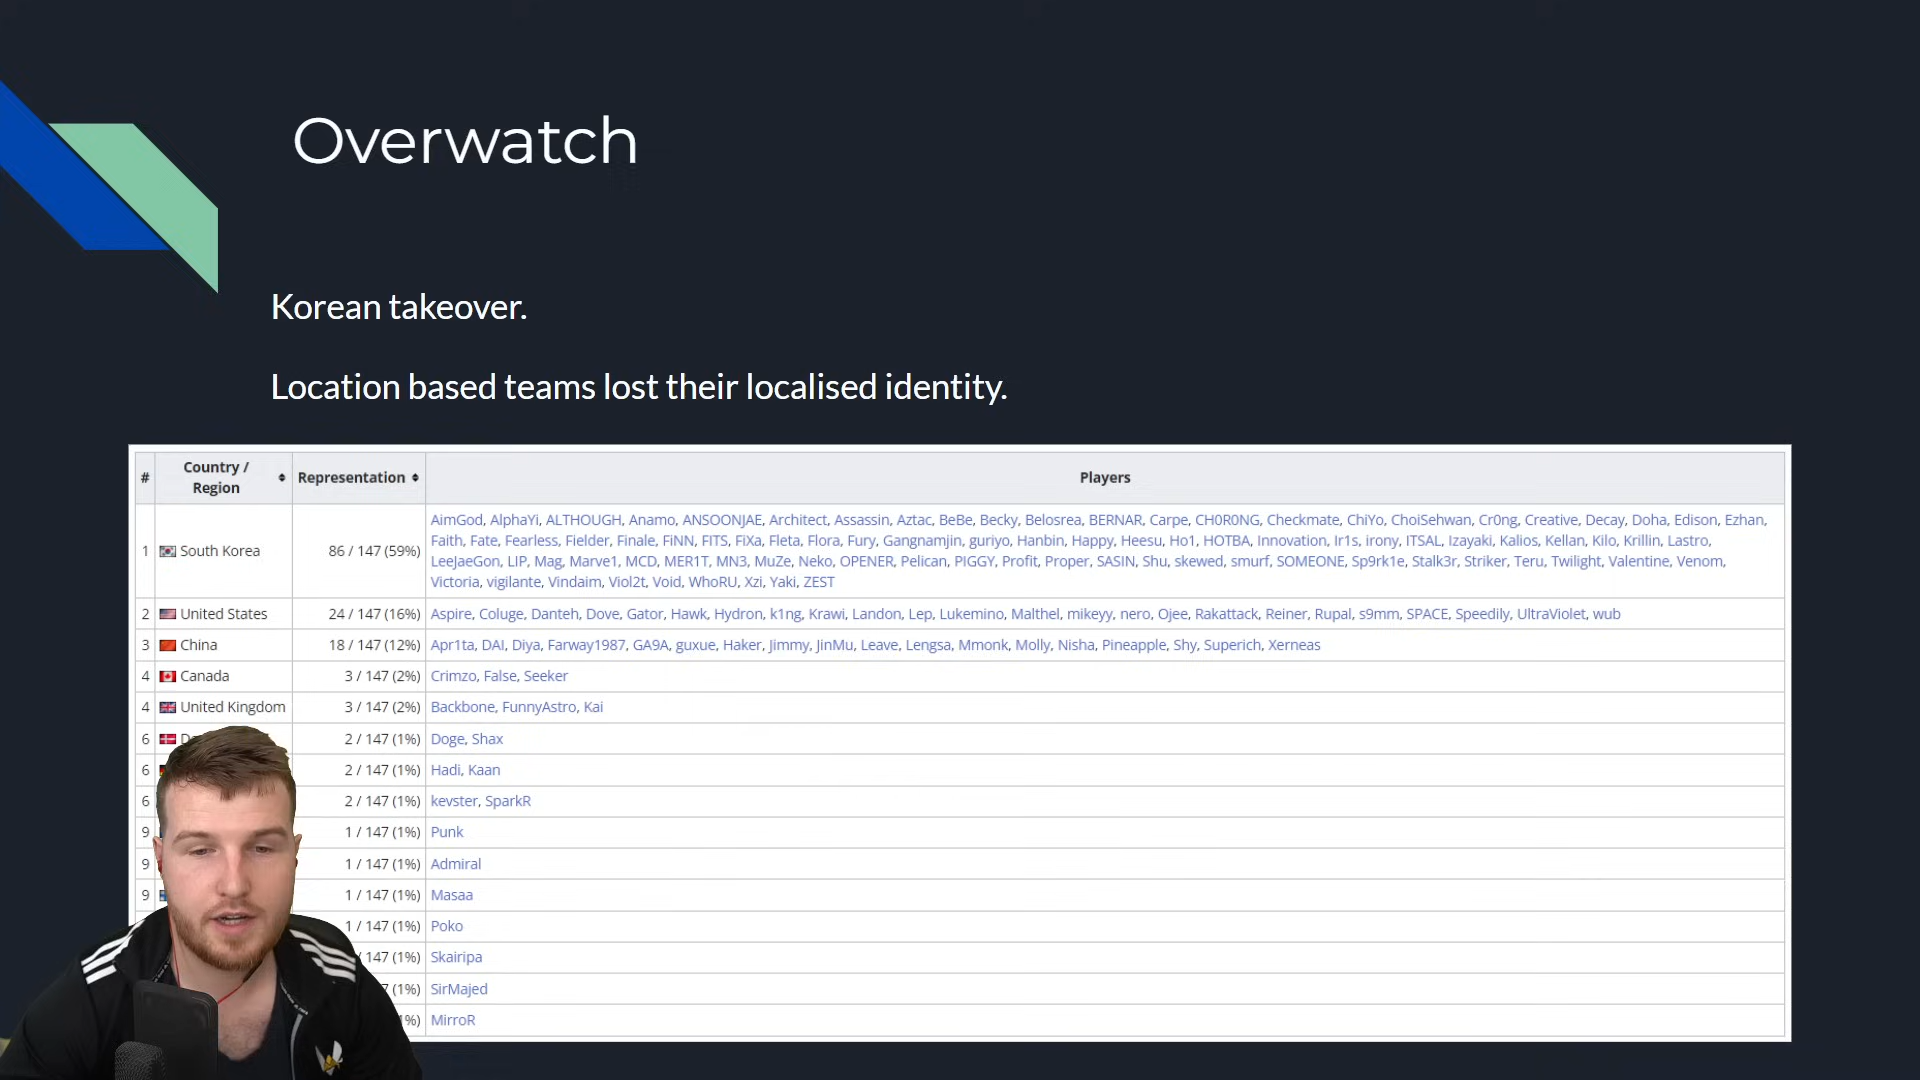 Overwatch
Korean takeover.
Location based teams lost their localised identity.
# Country / Region Representation Players
1 South Korea 86 / 147 (59%) AimGod, AlphaYi, ALTHOUGH, Anamo, ANSOONJAE, Architect, Assassin, Aztac, BeBe, Becky, Belosrea, BERNAR, Carpe, CH0R0NG, Checkmate, ChiYo, ChoiSehwan, Cr0ng, Creative, Decay, Doha, Edison, Ezhan,
Faith, Fate, Fearless, Fielder, Finale, FiNN, FITS, FiXa, Fleta, Flora, Fury, Gangnamjin, guriyo, Hanbin, Happy, Heesu, Ho1, HOTBA, Innovation, Ir1s, irony, ITSAL, Izayaki, Kalios, Kellan, Kilo, Krillin, Lastro,
LeeJaeGon, LIP, Mag, Marve1, MCD, MER1T, MN3, MuZe, Neko, OPENER, Pelican, PIGGY, Profit, Proper, SASIN, Shu, skewed, smurf, SOMEONE, Sp9rk1e, Stalk3r, Striker, Teru, Twilight, Valentine, Venom,
Victoria, vigilante, Vindaim, Viol2t, Void, WhoRU, Xzi, Yaki, ZEST
2 United States 24 / 147 (16%) Aspire, Coluge, Danteh, Dove, Gator, Hawk, Hydron, k1ng, Krawi, Landon, Lep, Lukemino, Malthel, mikeyy, nero, Ojee, Rakattack, Reiner, Rupal, s9mm, SPACE, Speedily, UltraViolet, wub
3 China 18 / 147 (12%) Apr1ta, DAI, Diya, Farway1987, GA9A, guxue, Haker, Jimmy, JinMu, Leave, Lengsa, Mmonk, Molly, Nisha, Pineapple, Shy, Superich, Xerneas
4 Canada 3 / 147 (2%) Crimzo, False, Seeker
4 United Kingdom 3 / 147 (2%) Backbone, FunnyAstro, Kai
6 2 / 147 (1%) Doge, Shax
6 2 / 147 (1%) Hadi, Kaan
6 2 / 147 (1%) kevster, SparkR
9 1 / 147 (1%) Punk
9 1 / 147 (1%) Admiral
9 1 / 147 (1%) Masaa
1 / 147 (1%) Poko
/ 147 (1%) Skairipa
(1%) SirMajed
MirroR